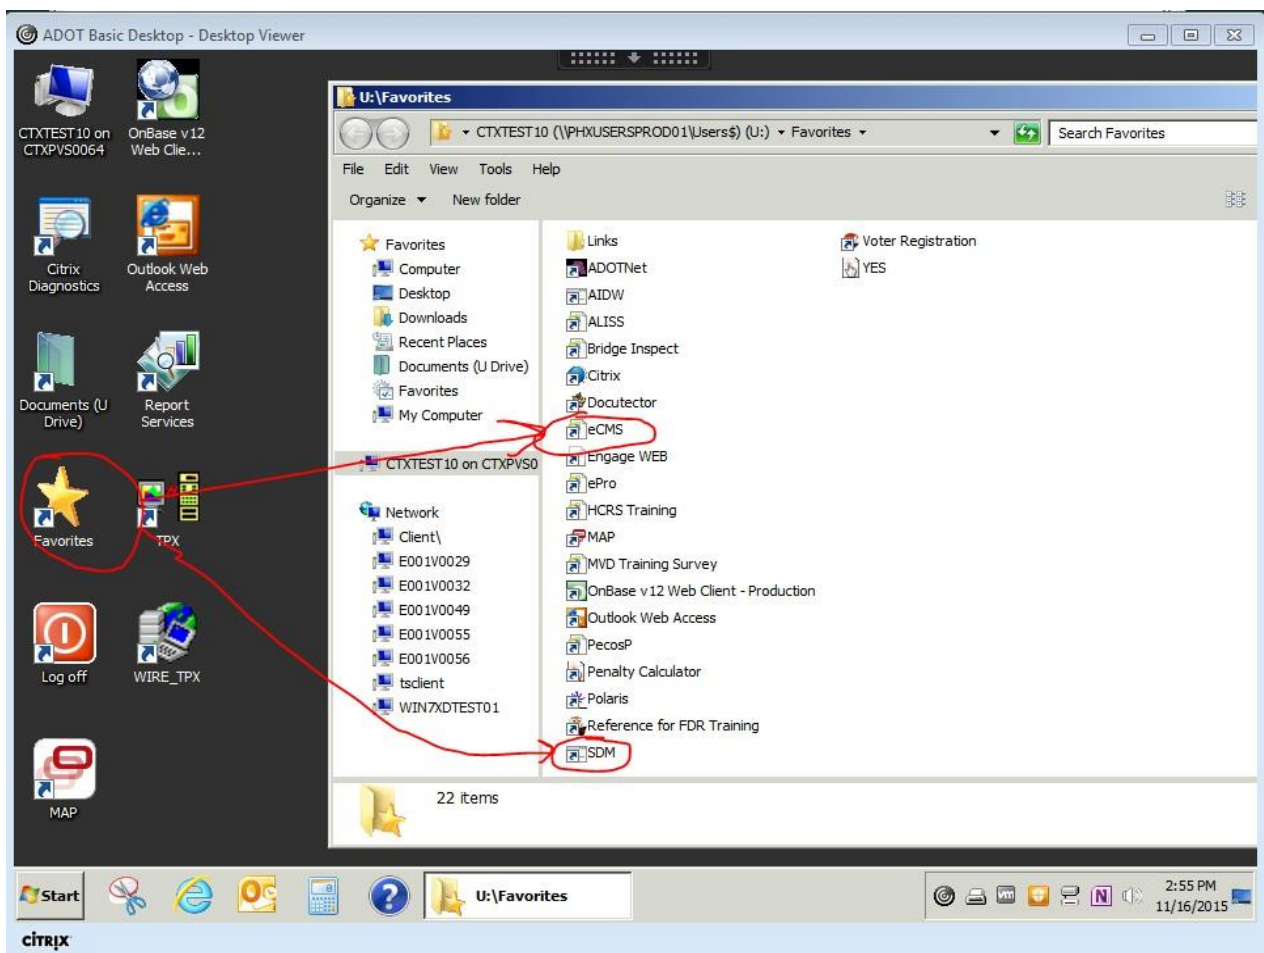 ADOT Basic Desktop - Desktop Viewer
CTXTEST10 on
CTXPVS0064
OnBase v12
Web Clie...
Citrix
Diagnostics
Outlook Web
Access
Documents (U
Drive)
Report
Services
Favorites
TPX
Log off
WIRE_TPX
MAP
U:\Favorites
CTXTEST10 (\\PHXUSERSPROD01\Users$) (U:)
Favorites
Search Favorites
File Edit View Tools Help
Organize New folder
Favorites
Computer
Desktop
Downloads
Recent Places
Documents (U Drive)
Favorites
My Computer
CTXTEST10 on CTXPVS0
Network
Client\
E001V0029
E001V0032
E001V0049
E001V0055
E001V0056
tsclient
WIN7XDTEST01
Links
ADOTNet
AIDW
ALISS
Bridge Inspect
Citrix
Docutector
eCMS
Engage WEB
ePro
HCRS Training
MAP
MVD Training Survey
OnBase v12 Web Client - Production
Outlook Web Access
PecosP
Penalty Calculator
Polaris
Reference for FDR Training
SDM
Voter Registration
YES
22 items
Start
U:\Favorites
2:55 PM
11/16/2015
CITRIX